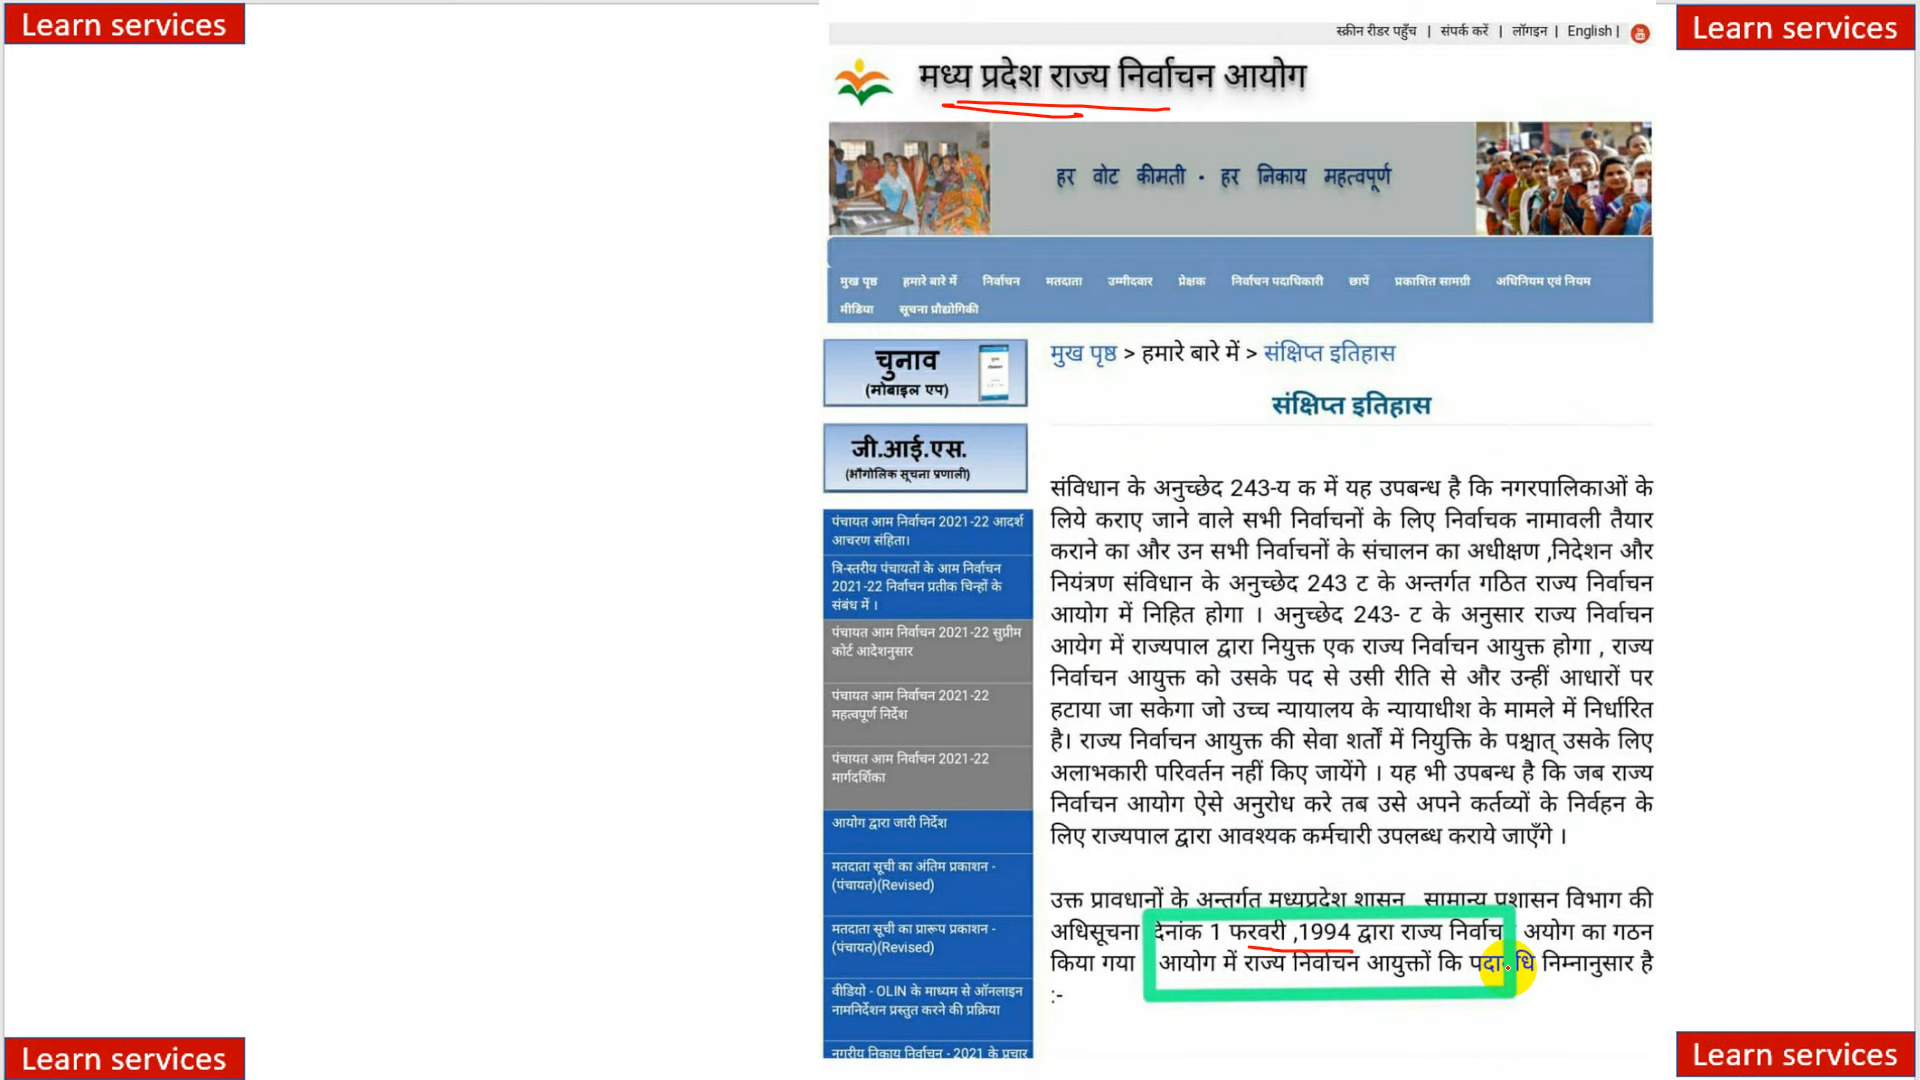 Learn services
Learn services
स्क्रीन रीडर पहुँच | संपर्क करें | लॉगइन | English |
मध्य प्रदेश राज्य निर्वाचन आयोग
हर वोट कीमती - हर निकाय महत्वपूर्ण
मुख पृष्ठ हमारे बारे में निर्वाचन मतदाता उम्मीदवार प्रेक्षक निर्वाचन पदाधिकारी छापें प्रकाशित सामग्री अधिनियम एवं नियम
मीडिया सूचना प्रौद्योगिकी
चुनाव
(मोबाइल एप)
जी.आई.एस.
(भौगोलिक सूचना प्रणाली)
पंचायत आम निर्वाचन 2021-22 आदर्श
आचरण संहिता।
त्रि-स्तरीय पंचायतों के आम निर्वाचन
2021-22 निर्वाचन प्रतीक चिन्हों के
संबंध में ।
पंचायत आम निर्वाचन 2021-22 सुप्रीम
कोर्ट आदेशनुसार
पंचायत आम निर्वाचन 2021-22
महत्वपूर्ण निर्देश
पंचायत आम निर्वाचन 2021-22
मार्गदर्शिका
आयोग द्वारा जारी निर्देश
मतदाता सूची का अंतिम प्रकाशन -
(पंचायत)(Revised)
मतदाता सूची का प्रारूप प्रकाशन -
(पंचायत)(Revised)
वीडियो - OLIN के माध्यम से ऑनलाइन
नामनिर्देशन प्रस्तुत करने की प्रक्रिया
नगरीय निकाय निर्वाचन - 2021 के प्रचार
मुख पृष्ठ > हमारे बारे में > संक्षिप्त इतिहास
संक्षिप्त इतिहास
संविधान के अनुच्छेद 243-य क में यह उपबन्ध है कि नगरपालिकाओं के
लिये कराए जाने वाले सभी निर्वाचनों के लिए निर्वाचक नामावली तैयार
कराने का और उन सभी निर्वाचनों के संचालन का अधीक्षण ,निदेशन और
नियंत्रण संविधान के अनुच्छेद 243 ट के अन्तर्गत गठित राज्य निर्वाचन
आयोग में निहित होगा । अनुच्छेद 243- ट के अनुसार राज्य निर्वाचन
आयेग में राज्यपाल द्वारा नियुक्त एक राज्य निर्वाचन आयुक्त होगा , राज्य
निर्वाचन आयुक्त को उसके पद से उसी रीति से और उन्हीं आधारों पर
हटाया जा सकेगा जो उच्च न्यायालय के न्यायाधीश के मामले में निर्धारित
है। राज्य निर्वाचन आयुक्त की सेवा शर्तों में नियुक्ति के पश्चात् उसके लिए
अलाभकारी परिवर्तन नहीं किए जायेंगे । यह भी उपबन्ध है कि जब राज्य
निर्वाचन आयोग ऐसे अनुरोध करे तब उसे अपने कर्तव्यों के निर्वहन के
लिए राज्यपाल द्वारा आवश्यक कर्मचारी उपलब्ध कराये जाएँगे ।
उक्त प्रावधानों के अन्तर्गत मध्यप्रदेश शासन सामान्य प्रशासन विभाग की
अधिसूचना दिनांक 1 फरवरी ,1994 द्वारा राज्य निर्वाचन अयोग का गठन
किया गया आयोग में राज्य निर्वाचन आयुक्तों कि पदावधि निम्नानुसार है
:-
Learn services
Learn services